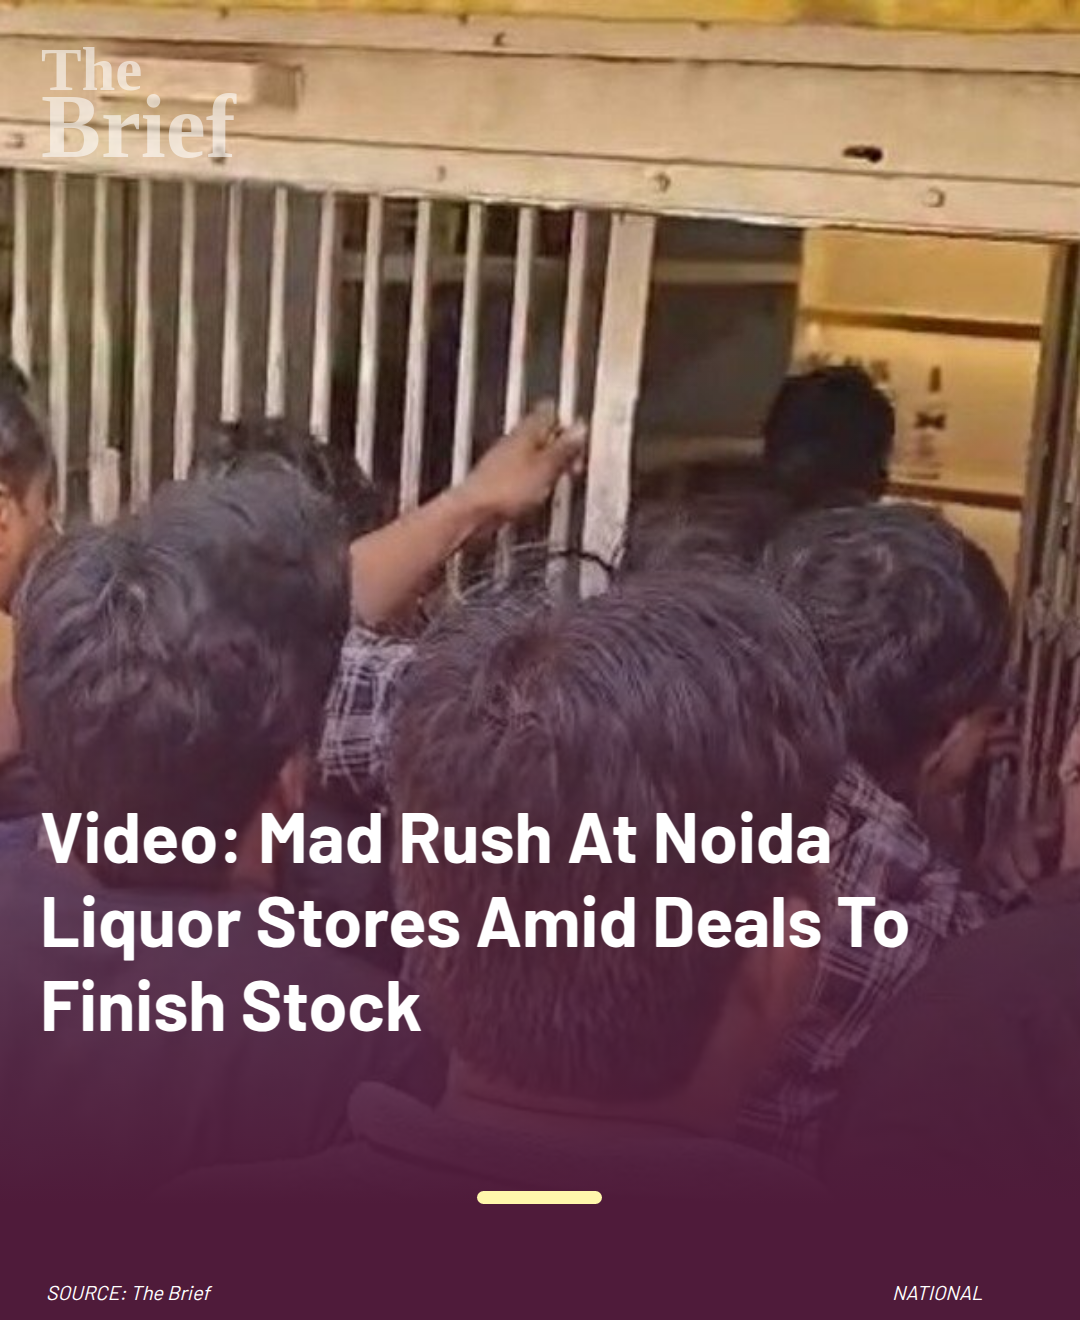 The
Brief
Video: Mad Rush At Noida
Liquor Stores Amid Deals To
Finish Stock
SOURCE: The Brief
NATIONAL